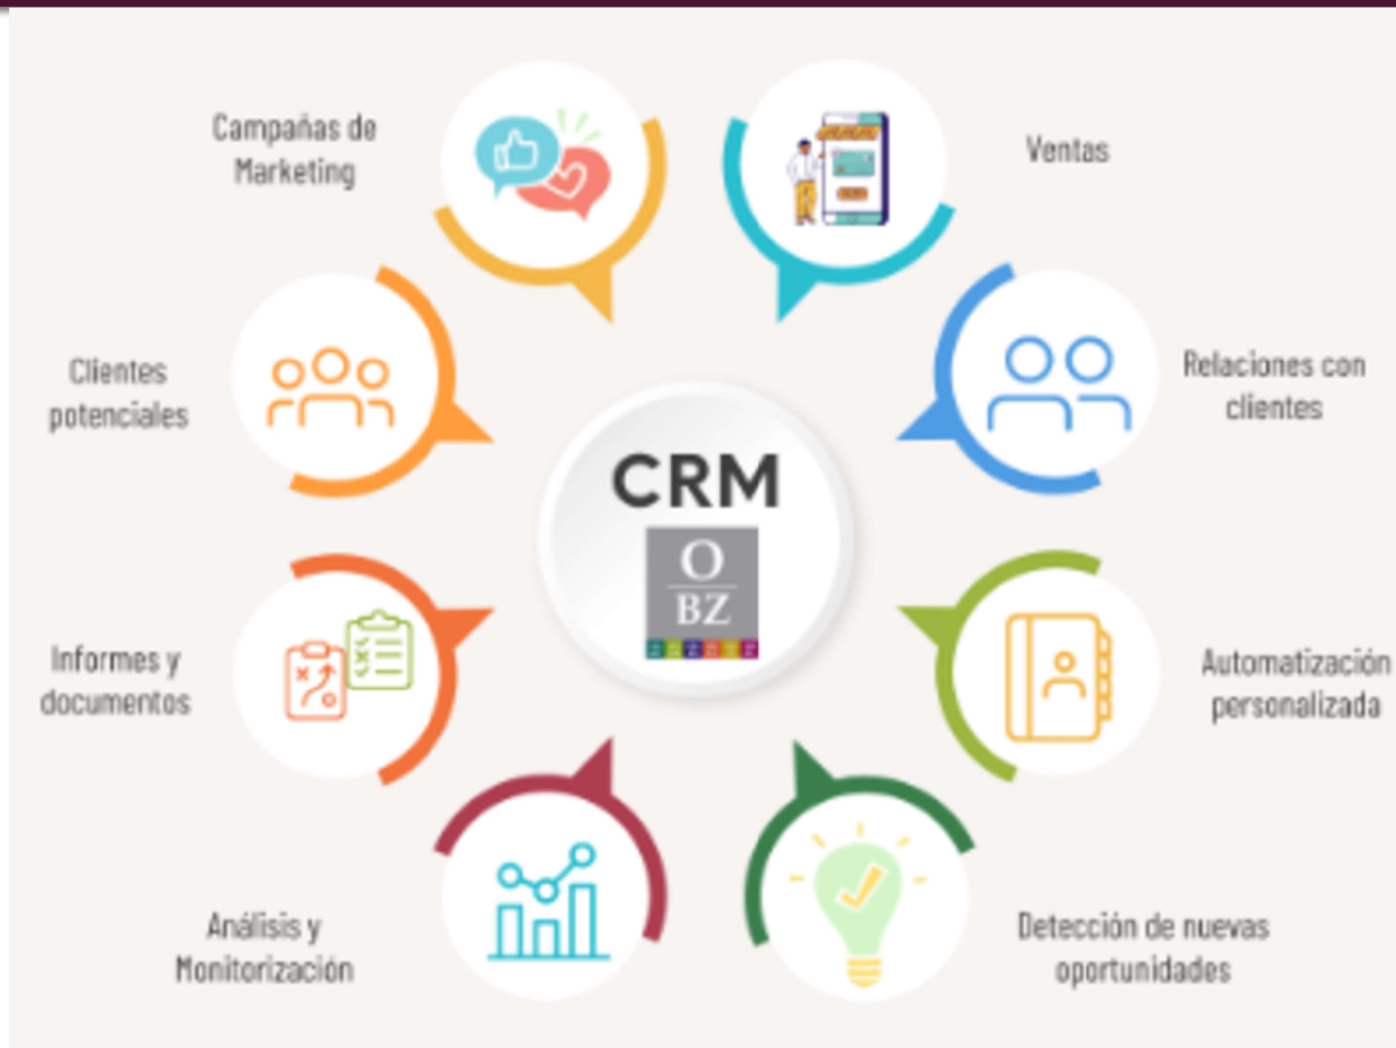 Campañas de
Marketing
Ventas
Clientes
potenciales
Relaciones con
clientes
CRM
O
BZ
Informes y
documentos
Automatización
personalizada
Análisis y
Monitorización
Detección de nuevas
oportunidades